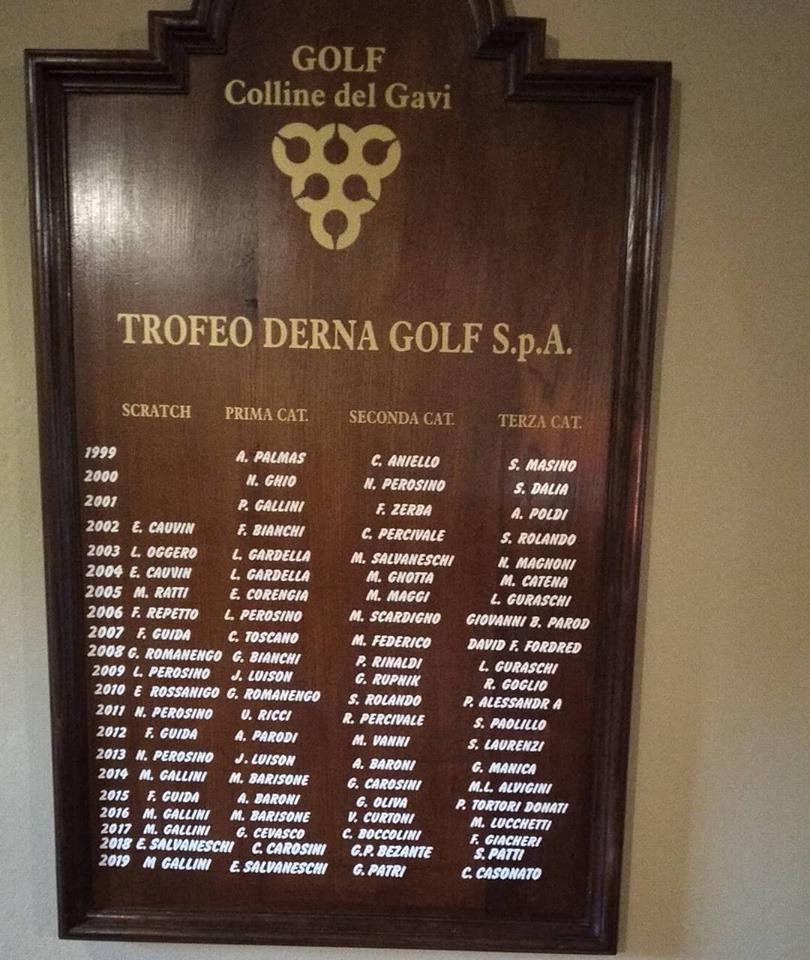 GOLF
Colline del Gavi
TROFEO DERNA GOLF S.p.A.
SCRATCH PRIMA CAT. SECONDA CAT. TERZA CAT.
1999 A. PALMAS C. ANIELLO S. MASINO
2000 N. GHIO N. PEROSINO S. DALIA
2001 P. GALLINI F. ZERBA A. POLDI
2002 E. CAUVIN F. BIANCHI C. PERCIVALE S. ROLANDO
2003 L. OGGERO L. GARDELLA M. SALVANESCHI N. MAGNONI
2004 E. CAUVIN L. GARDELLA M. GNOTTA M. CATENA
2005 M. RATTI E. CORENGIA M. MAGGI L. GURASCHI
2006 F. REPETTO L. PEROSINO M. SCARDIGNO GIOVANNI B. PAROD
2007 F. GUIDA C. TOSCANO M. FEDERICO DAVID F. FORDRED
2008 G. ROMANENGO G. BIANCHI P. RINALDI L. GURASCHI
2009 L. PEROSINO J. LUISON G. RUPNIK R. GOGLIO
2010 E ROSSANIGO G. ROMANENGO S. ROLANDO P. ALESSANDR A
2011 N. PEROSINO U. RICCI R. PERCIVALE S. PAOLILLO
2012 F. GUIDA A. PARODI M. VANNI S. LAURENZI
2013 N. PEROSINO J. LUISON A. BARONI G. MANICA
2014 M. GALLINI M. BARISONE G. CAROSINI M.L. ALVIGINI
2015 F. GUIDA A. BARONI G. OLIVA P. TORTORI DONATI
2016 M. GALLINI M. BARISONE V. CURTONI M. LUCCHETTI
2017 M. GALLINI G. CEVASCO C. BOCCOLINI F. GIACHERI
2018 E. SALVANESCHI C. CAROSINI G.P. BEZANTE S. PATTI
2019 M GALLINI E. SALVANESCHI G. PATRI C. CASONATO